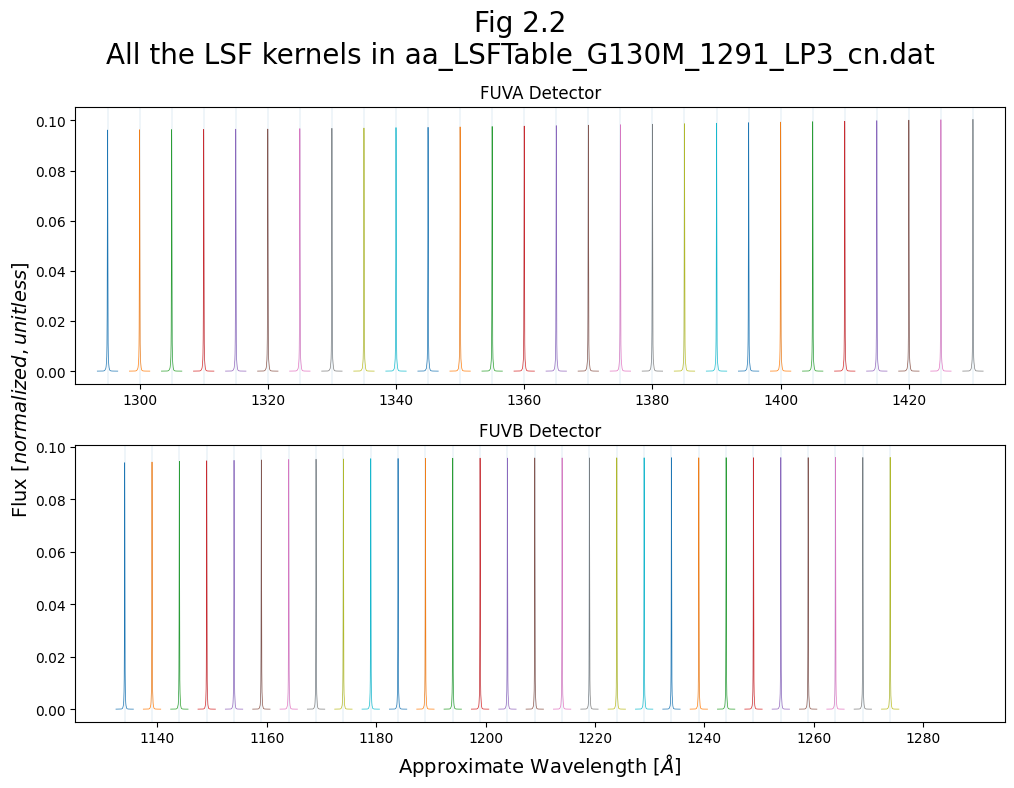 Fig 2.2
All the LSF kernels in aa_LSFTable_G130M_1291_LP3_cn.dat
FUVA Detector
0.10
0.08
0.06
0.04
0.02
0.00
1300 1320 1340 1360 1380 1400 1420
Flux [normalized, unitless]
FUVB Detector
0.10
0.08
0.06
0.04
0.02
0.00
1140 1160 1180 1200 1220 1240 1260 1280
Approximate Wavelength [Å]